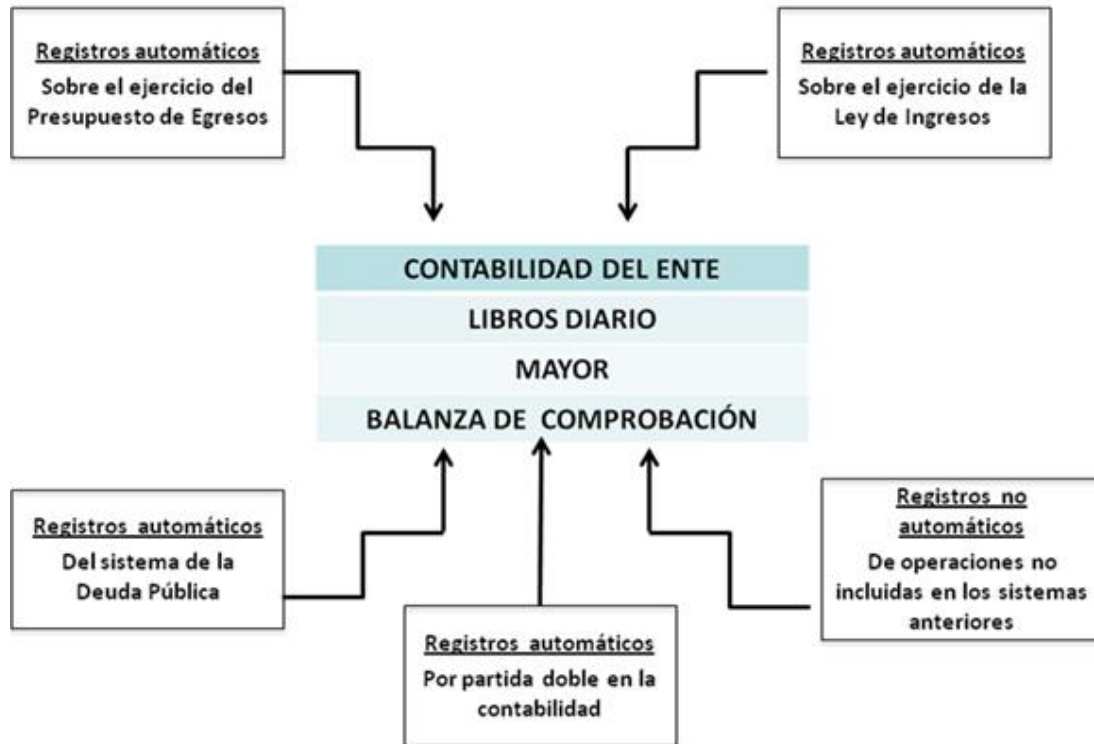 Registros automáticos
Sobre el ejercicio del
Presupuesto de Egresos
Registros automáticos
Sobre el ejercicio de la
Ley de Ingresos
CONTABILIDAD DEL ENTE
LIBROS DIARIO
MAYOR
BALANZA DE COMPROBACIÓN
Registros automáticos
Del sistema de la
Deuda Pública
Registros automáticos
Por partida doble en la
contabilidad
Registros no
automáticos
De operaciones no
incluidas en los sistemas
anteriores